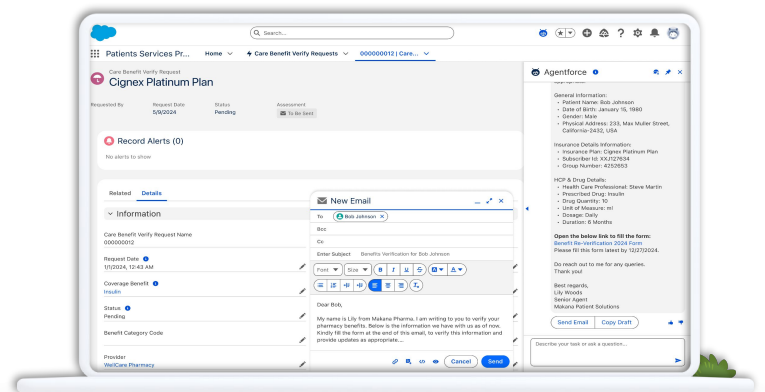 Search...
Patients Services Pr...
Home
Care Benefit Verify Requests
000000012 | Care...
Care Benefit Verify Request
Cignex Platinum Plan
Requested By
Request Date
Status
Assessment
5/9/2024
Pending
To Be Sent
Record Alerts (0)
No alerts to show
Related
Details
Information
Care Benefit Verify Request Name
000000012
Request Date
1/1/2024, 12:43 AM
Coverage Benefit
Insulin
Status
Pending
Benefit Category Code
Provider
WellCare Pharmacy
New Email
To
Bob Johnson
Bcc
Cc
Enter Subject
Benefits Verification for Bob Johnson
Font
Size
B I U S A A
Dear Bob,
My name is Lily from Makana Pharma, I am writing to you to verify your
pharmacy benefits. Below is the information we have with us as of now.
Kindly fill the form at the end of this email, to verify this information and
provide updates as appropriate....
Cancel
Send
Agentforce
General Information:
• Patient Name: Bob Johnson
• Date of Birth: January 15, 1980
• Gender: Male
• Physical Address: 233, Max Muller Street,
California-2432, USA
Insurance Details Information:
• Insurance Plan: Cignex Platinum Plan
• Subscriber Id: XXJ127634
• Group Number: 4252653
HCP & Drug Details:
• Health Care Professional: Steve Martin
• Prescribed Drug: Insulin
• Drug Quantity: 10
• Unit of Measure: ml
• Dosage: Daily
• Duration: 6 Months
Open the below link to fill the form:
Benefit Re-Verification 2024 Form
Please fill this form latest by 12/27/2024.
Do reach out to me for any queries.
Thank you!
Best regards,
Lily Woods
Senior Agent
Makana Patient Solutions
Send Email
Copy Draft
Describe your task or ask a question...